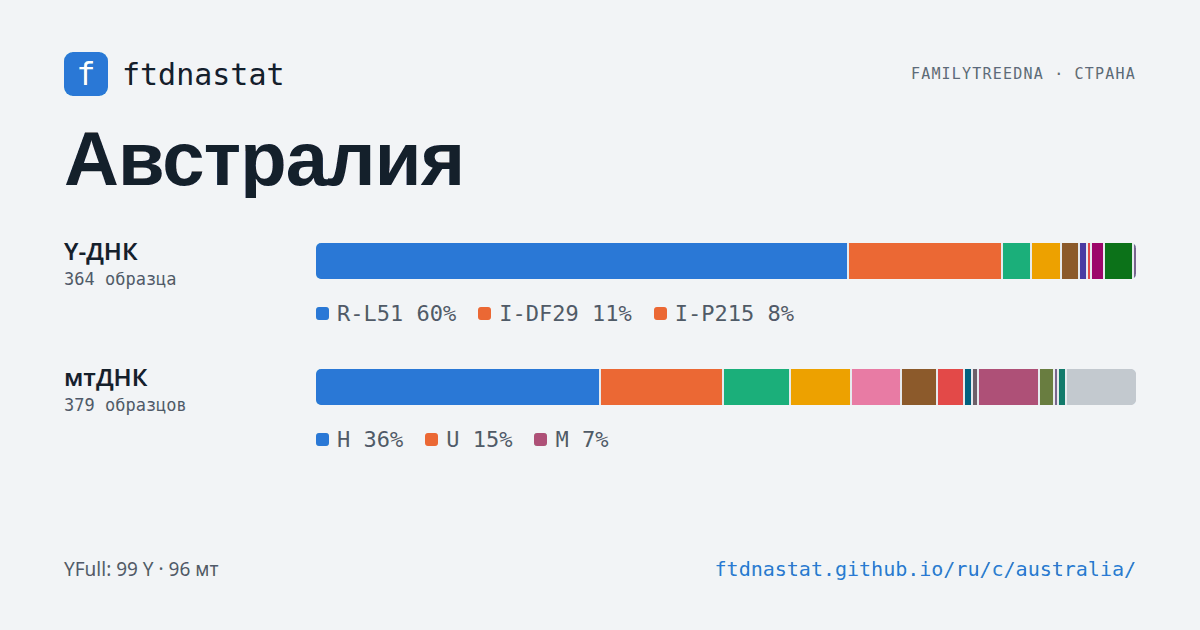 f ftdnastat
FAMILYTREEDNA · СТРАНА
Австралия
Y-ДНК
364 образца
R-L51 60% I-DF29 11% I-P215 8%
мтДНК
379 образцов
H 36% U 15% M 7%
YFull: 99 Y · 96 мт
ftdnastat.github.io/ru/c/australia/